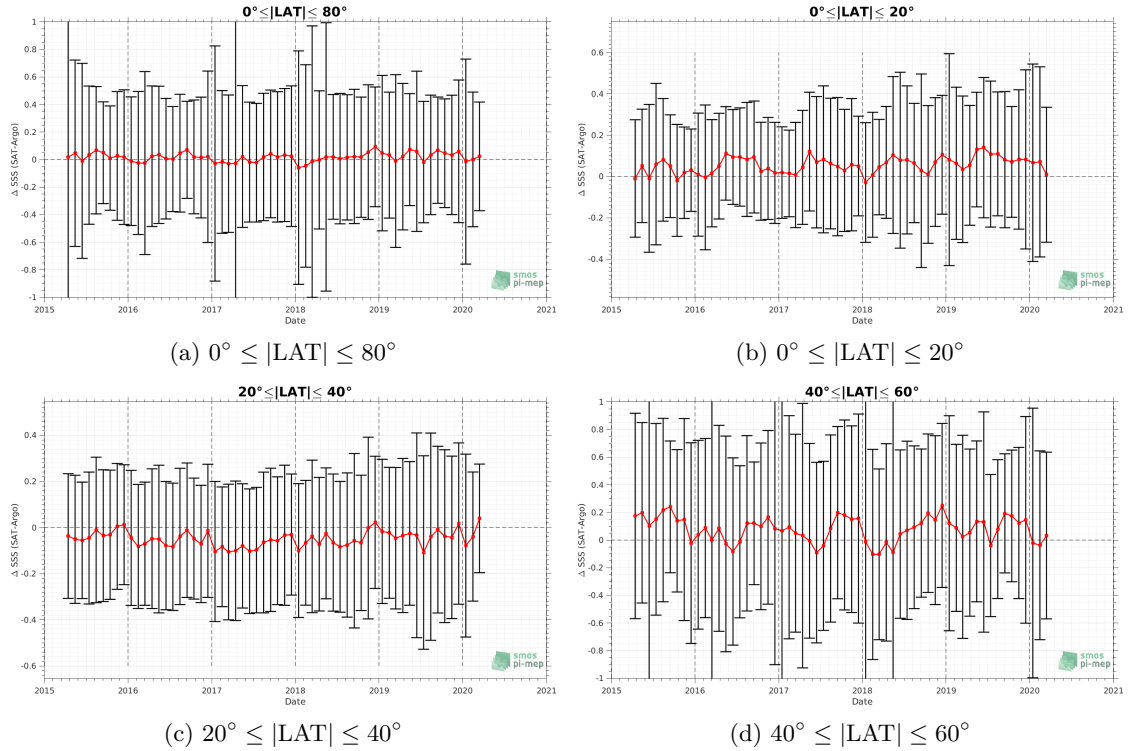 0°≤|LAT|≤ 80°
1
0.8
0.6
0.4
0.2
0
-0.2
-0.4
-0.6
-0.8
-1
Δ SSS (SAT-Argo)
smos
pi-mep
2015 2016 2017 2018 2019 2020 2021
Date
(a) 0° ≤ |LAT| ≤ 80°
0°≤|LAT|≤ 20°
0.6
0.4
0.2
0
-0.2
-0.4
Δ SSS (SAT-Argo)
smos
pi-mep
2015 2016 2017 2018 2019 2020 2021
Date
(b) 0° ≤ |LAT| ≤ 20°
20°≤|LAT|≤ 40°
0.4
0.2
0
-0.2
-0.4
-0.6
Δ SSS (SAT-Argo)
smos
pi-mep
2015 2016 2017 2018 2019 2020 2021
Date
(c) 20° ≤ |LAT| ≤ 40°
40°≤|LAT|≤ 60°
1
0.8
0.6
0.4
0.2
0
-0.2
-0.4
-0.6
-0.8
-1
Δ SSS (SAT-Argo)
smos
pi-mep
2015 2016 2017 2018 2019 2020 2021
Date
(d) 40° ≤ |LAT| ≤ 60°